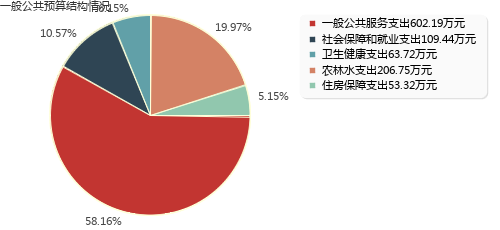 一般公共预算结构情况
6.15%
19.97%
10.57%
5.15%
58.16%
一般公共服务支出602.19万元
社会保障和就业支出109.44万元
卫生健康支出63.72万元
农林水支出206.75万元
住房保障支出53.32万元